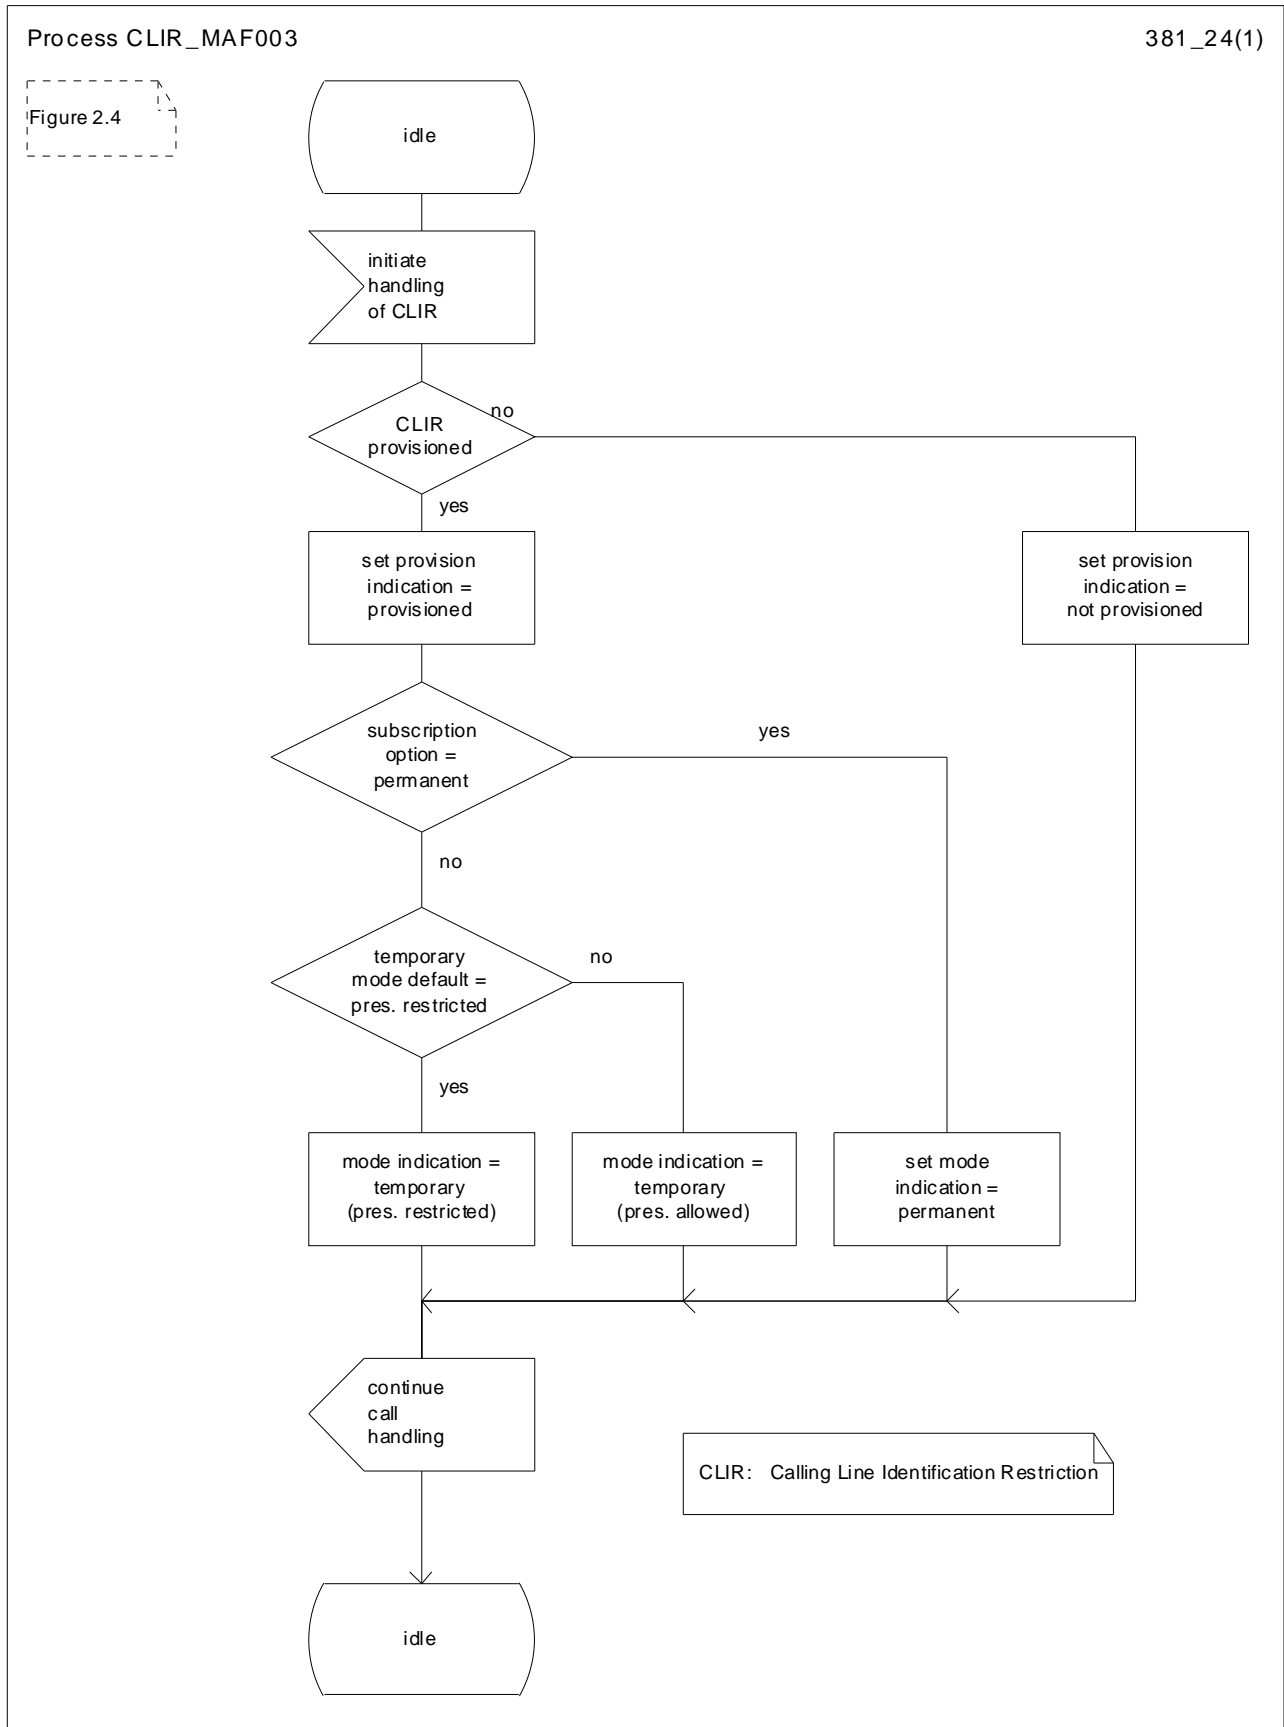 Process CLIR_MAF003
381_24(1)
Figure 2.4
idle
initiate
handling
of CLIR
CLIR
provisioned
no
yes
set provision
indication =
provisioned
set provision
indication =
not provisioned
subscription
option =
permanent
yes
no
temporary
mode default =
pres. restricted
no
yes
mode indication =
temporary
(pres. restricted)
mode indication =
temporary
(pres. allowed)
set mode
indication =
permanent
continue
call
handling
CLIR: Calling Line Identification Restriction
idle